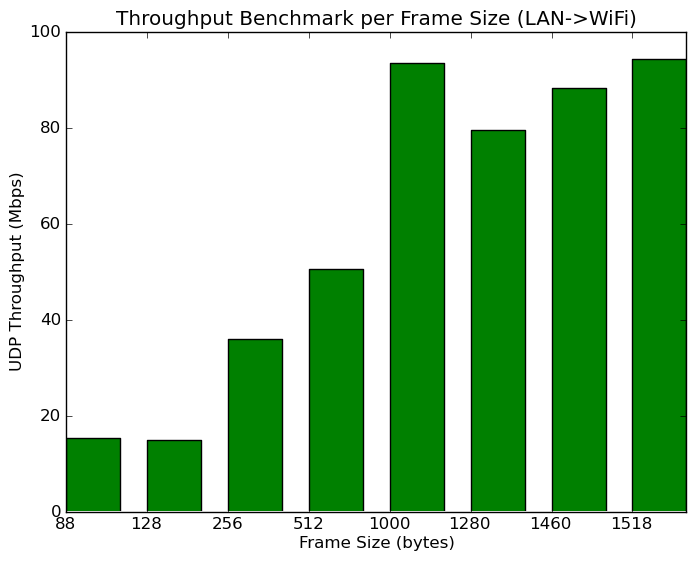 Throughput Benchmark per Frame Size (LAN->WiFi)
100
80
60
40
20
0
UDP Throughput (Mbps)
88 128 256 512 1000 1280 1460 1518
Frame Size (bytes)